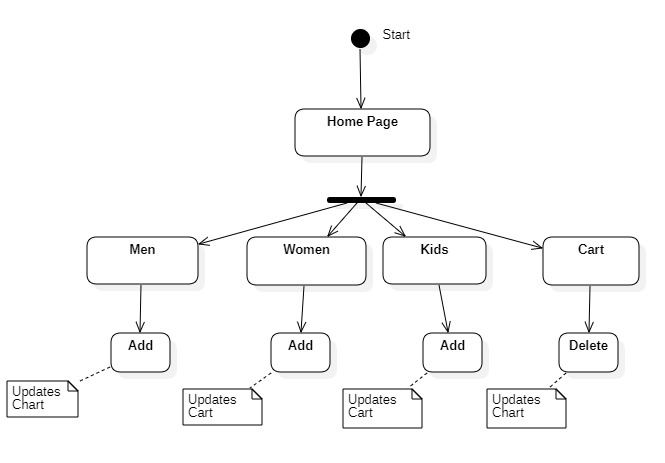 Start
Home Page
Men
Women
Kids
Cart
Add
Add
Add
Delete
Updates
Chart
Updates
Cart
Updates
Cart
Updates
Chart